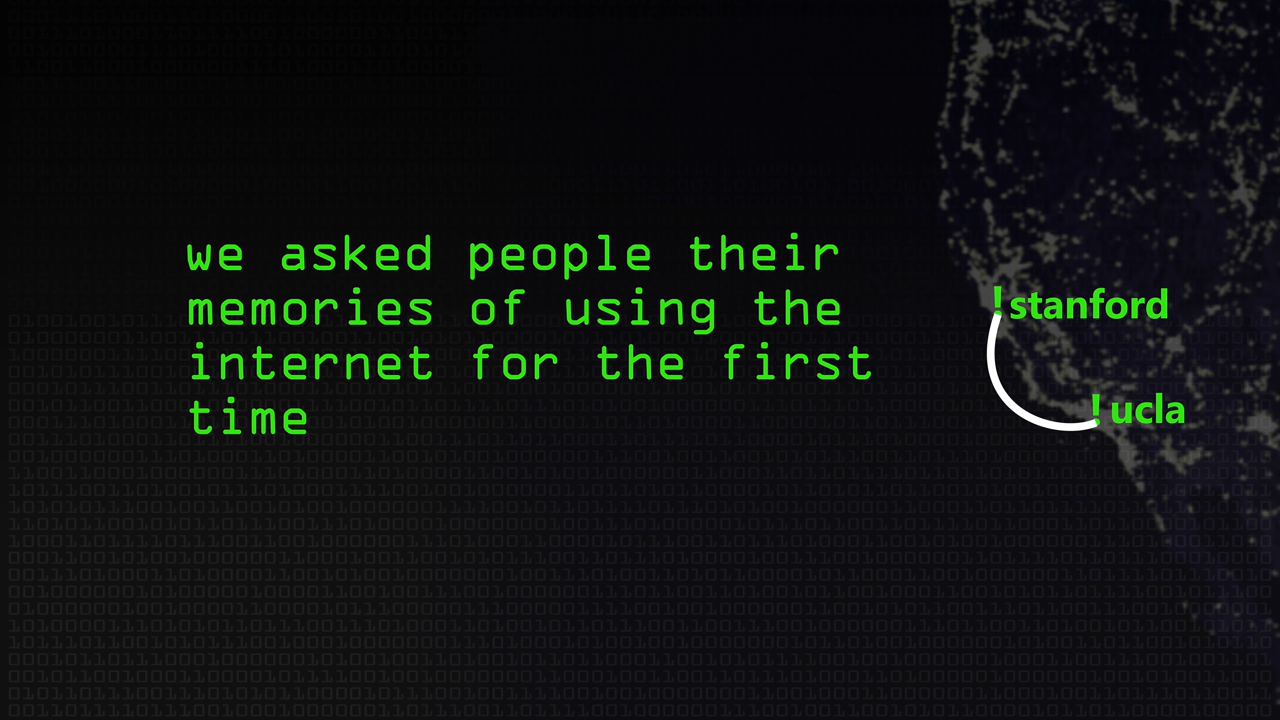 we asked people their
memories of using the
internet for the first
time
! stanford
! ucla